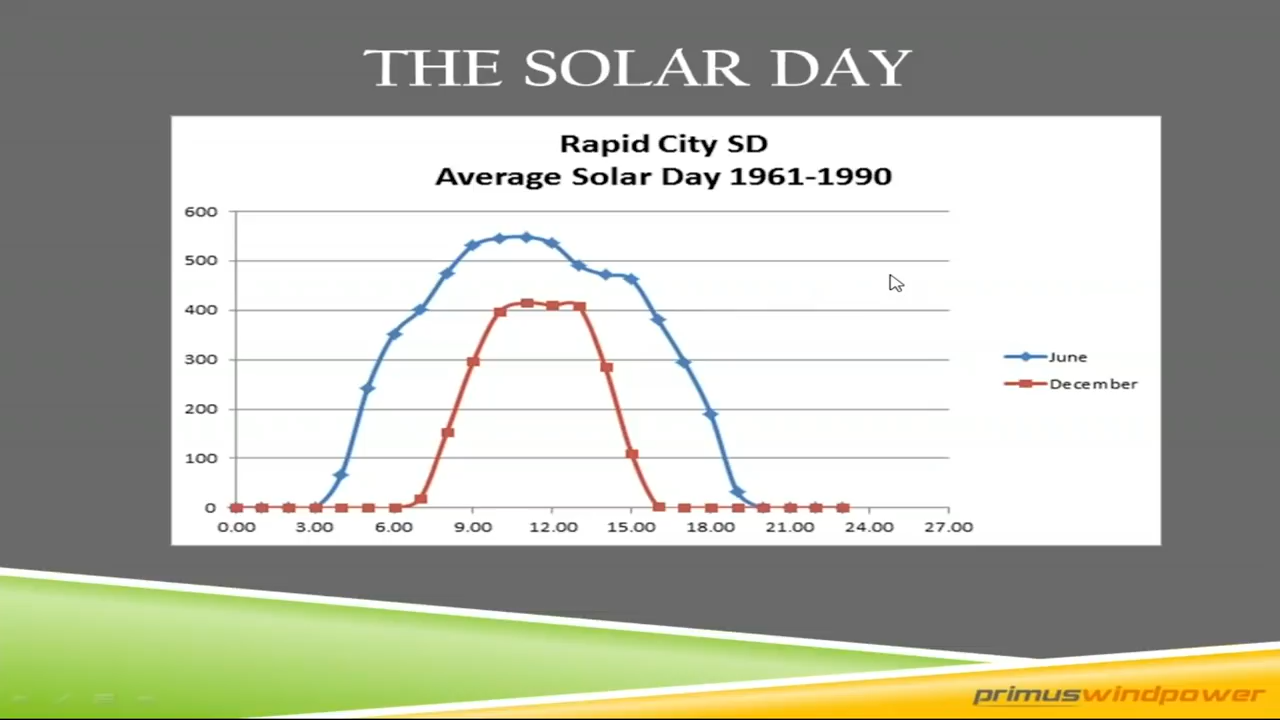 THE SOLAR DAY
Rapid City SD
Average Solar Day 1961-1990
600
500
400
300
200
100
0
0.00 3.00 6.00 9.00 12.00 15.00 18.00 21.00 24.00 27.00
June
December
primuswindpower